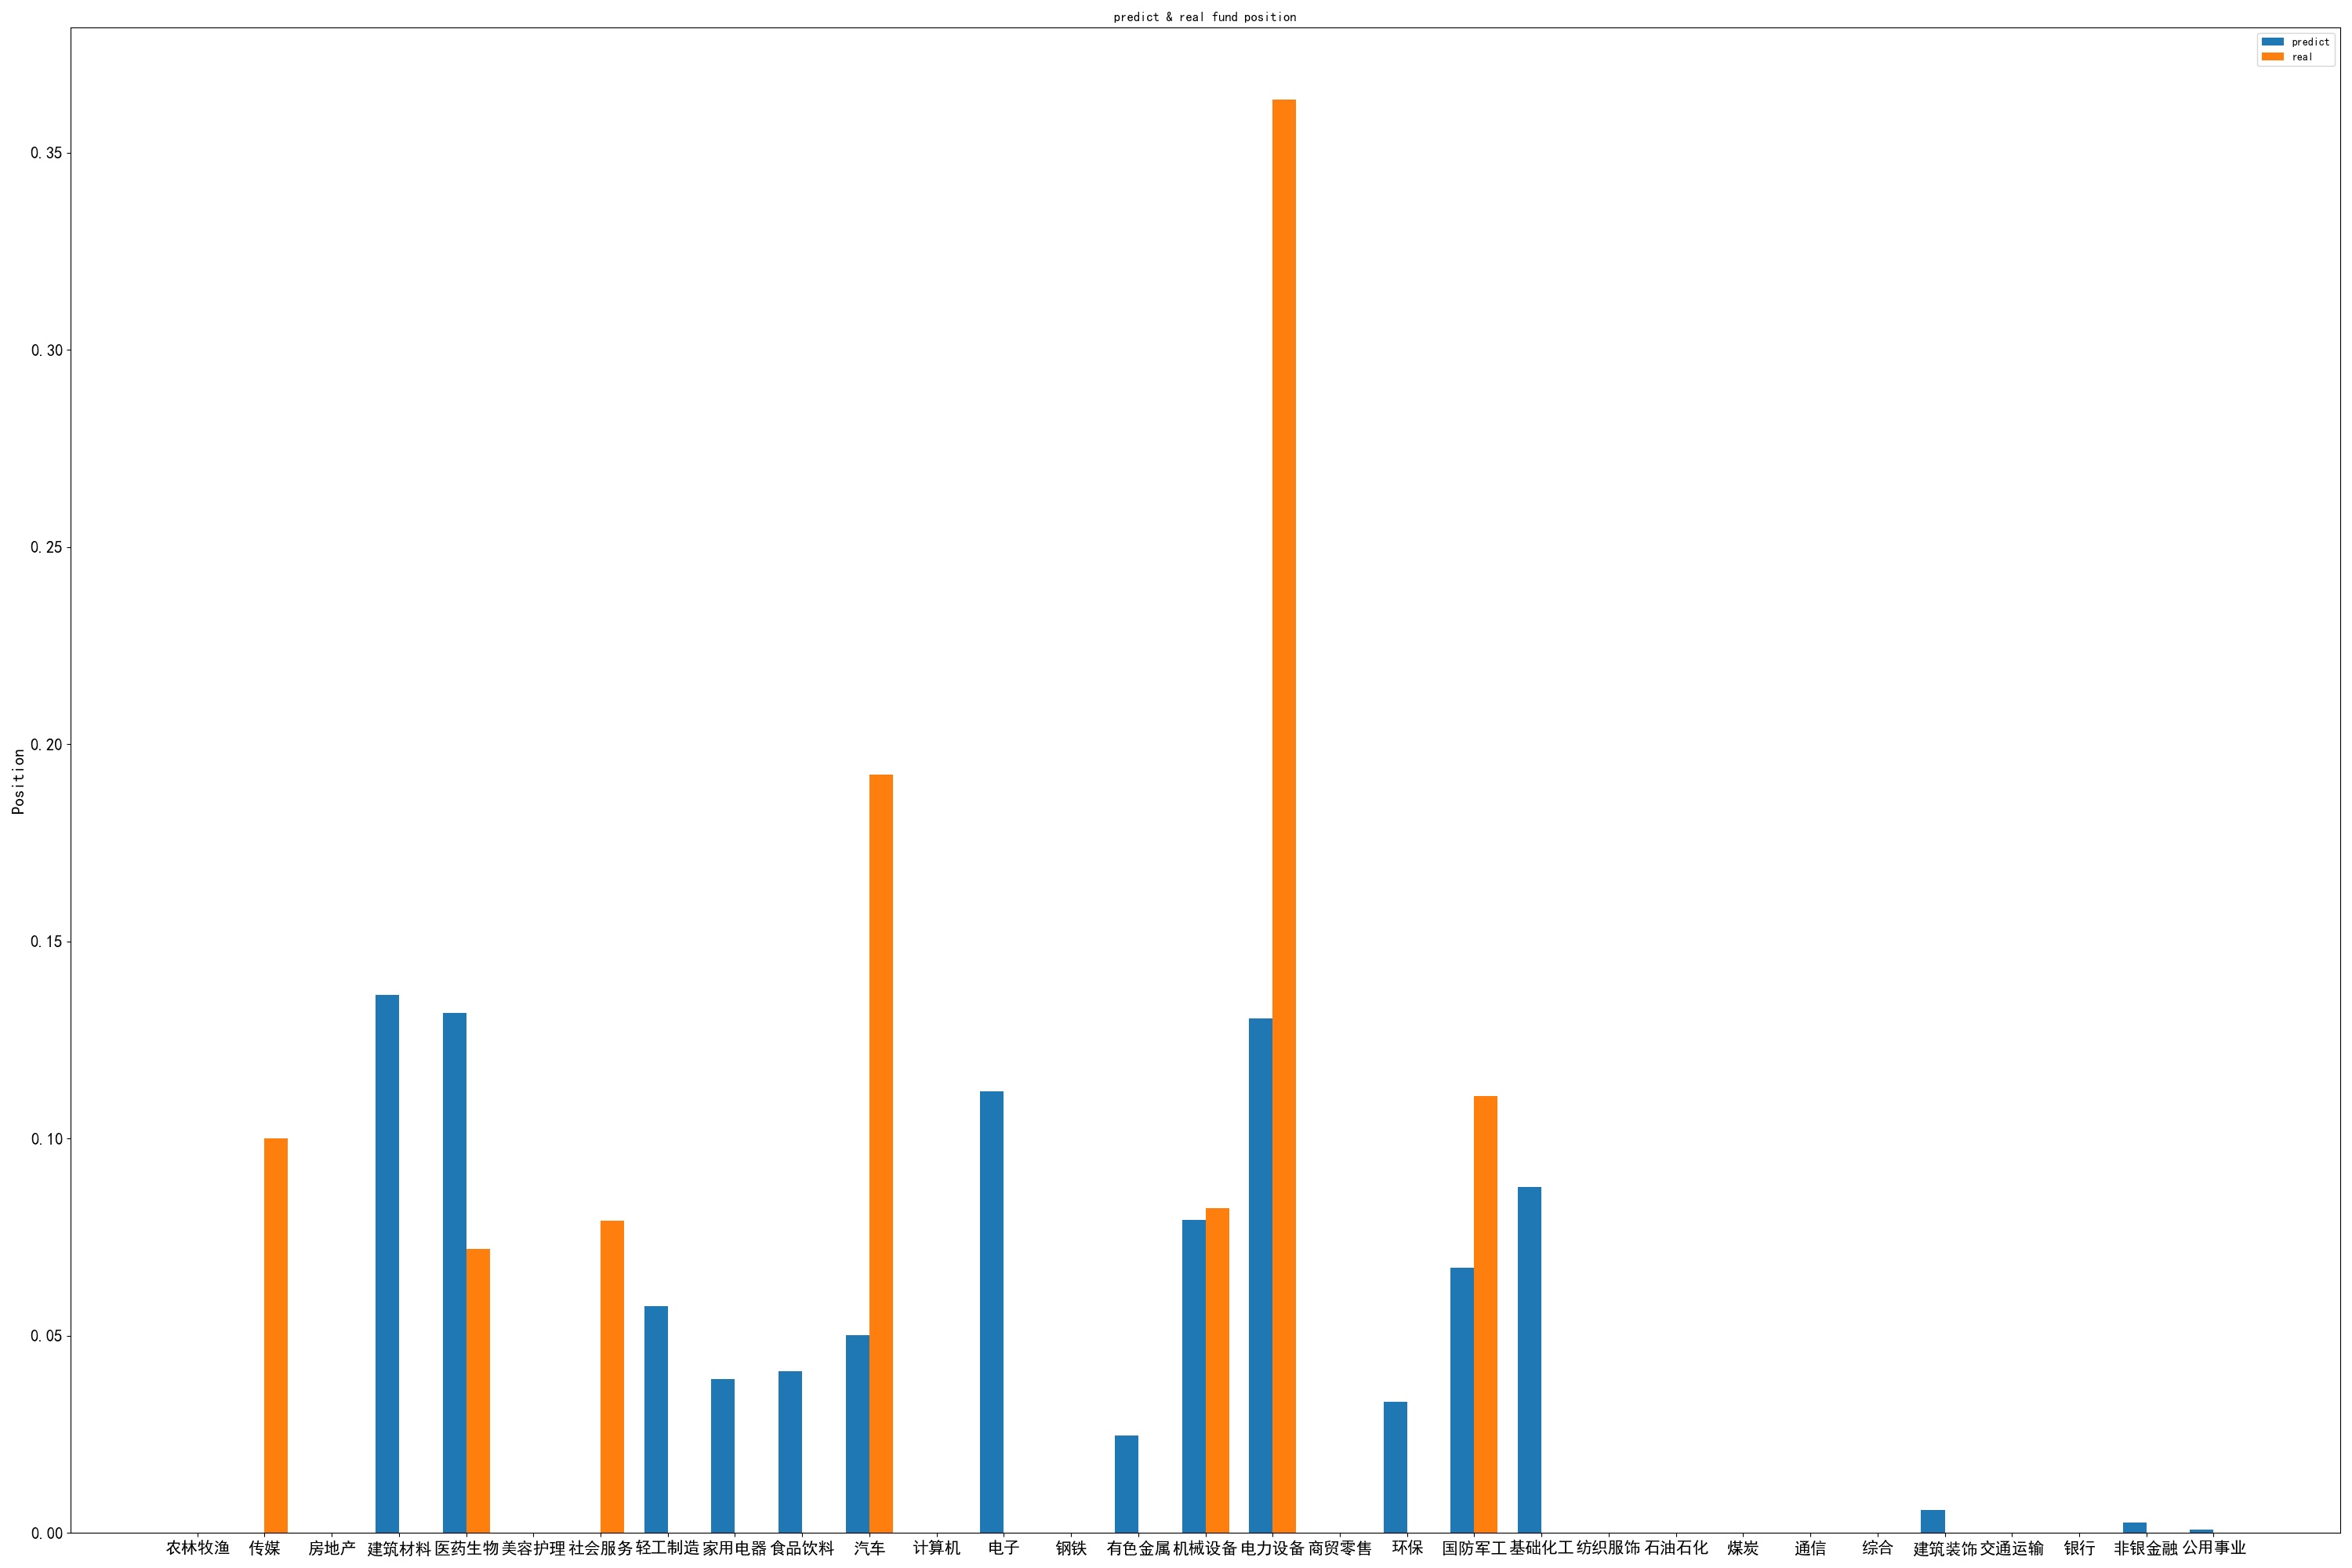 predict & real fund position
predict
real
Position
0.35
0.30
0.25
0.20
0.15
0.10
0.05
0.00
农林牧渔 传媒 房地产 建筑材料 医药生物 美容护理 社会服务 轻工制造 家用电器 食品饮料 汽车 计算机 电子 钢铁 有色金属 机械设备 电力设备 商贸零售 环保 国防军工 基础化工 纺织服饰 石油石化 煤炭 通信 综合 建筑装饰 交通运输 银行 非银金融 公用事业